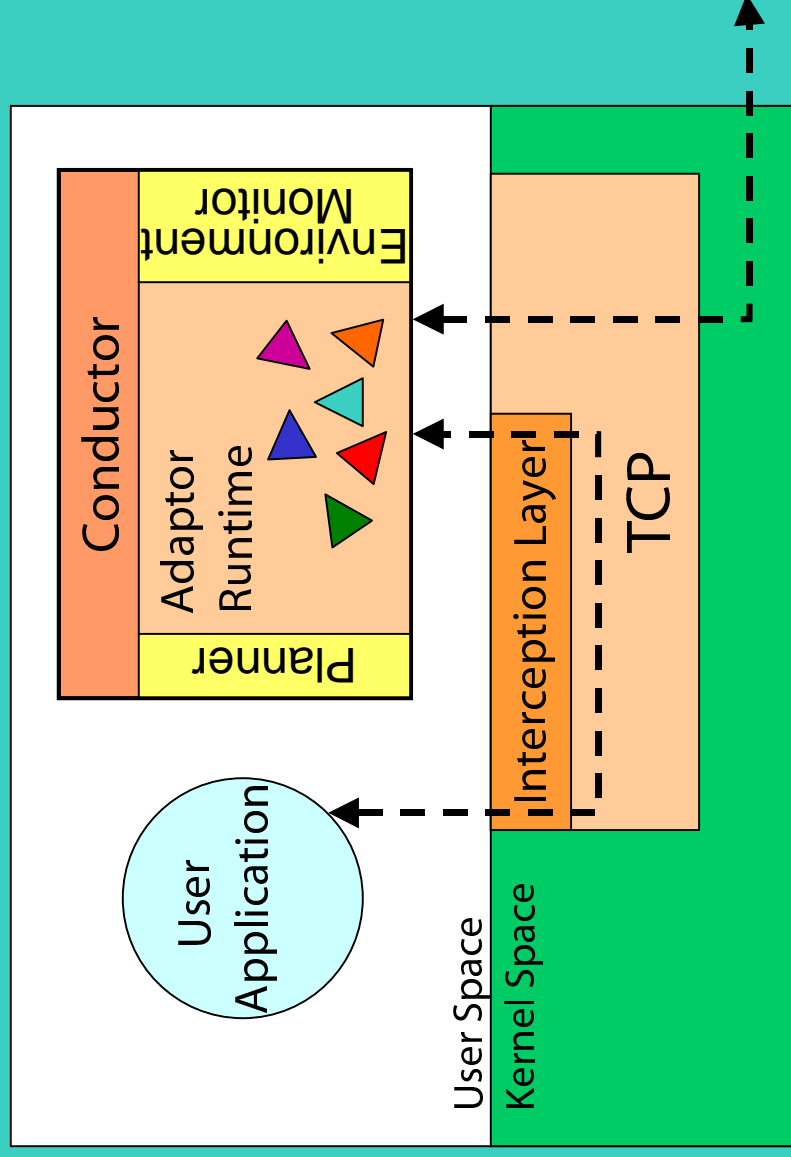 Conductor
Planner
Adaptor
Runtime
Environment
Monitor
User
Application
User Space
Kernel Space
Interception Layer
TCP